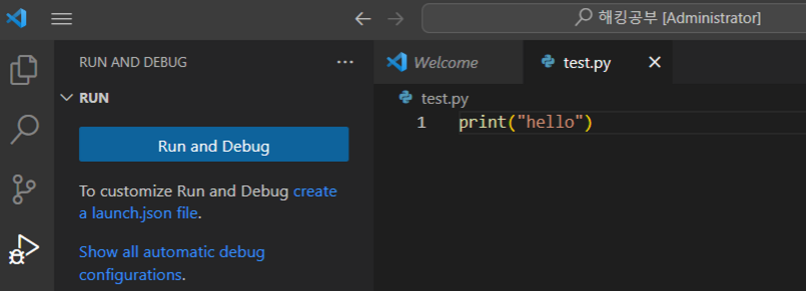 해킹공부 [Administrator]
RUN AND DEBUG
RUN
Run and Debug
To customize Run and Debug create
a launch.json file.
Show all automatic debug
configurations.
Welcome
test.py
test.py
1 print("hello")